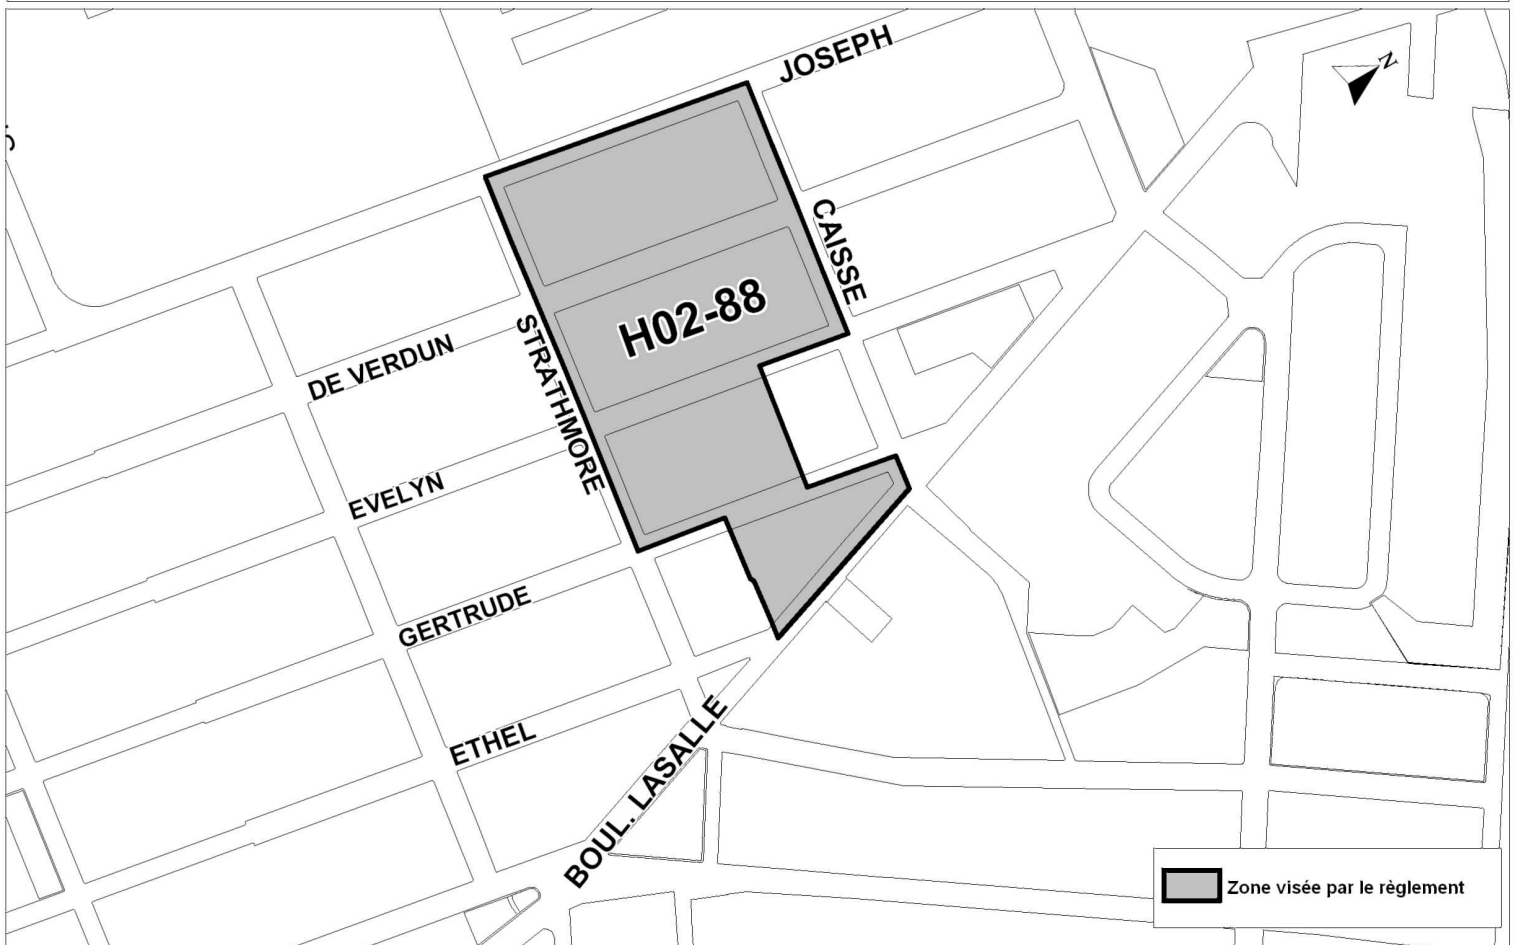 JOSEPH
N
CAISSE
H02-88
STRATHMORE
DE VERDUN
EVELYN
GERTRUDE
ETHEL
BOUL. LASALLE
Zone visée par le règlement